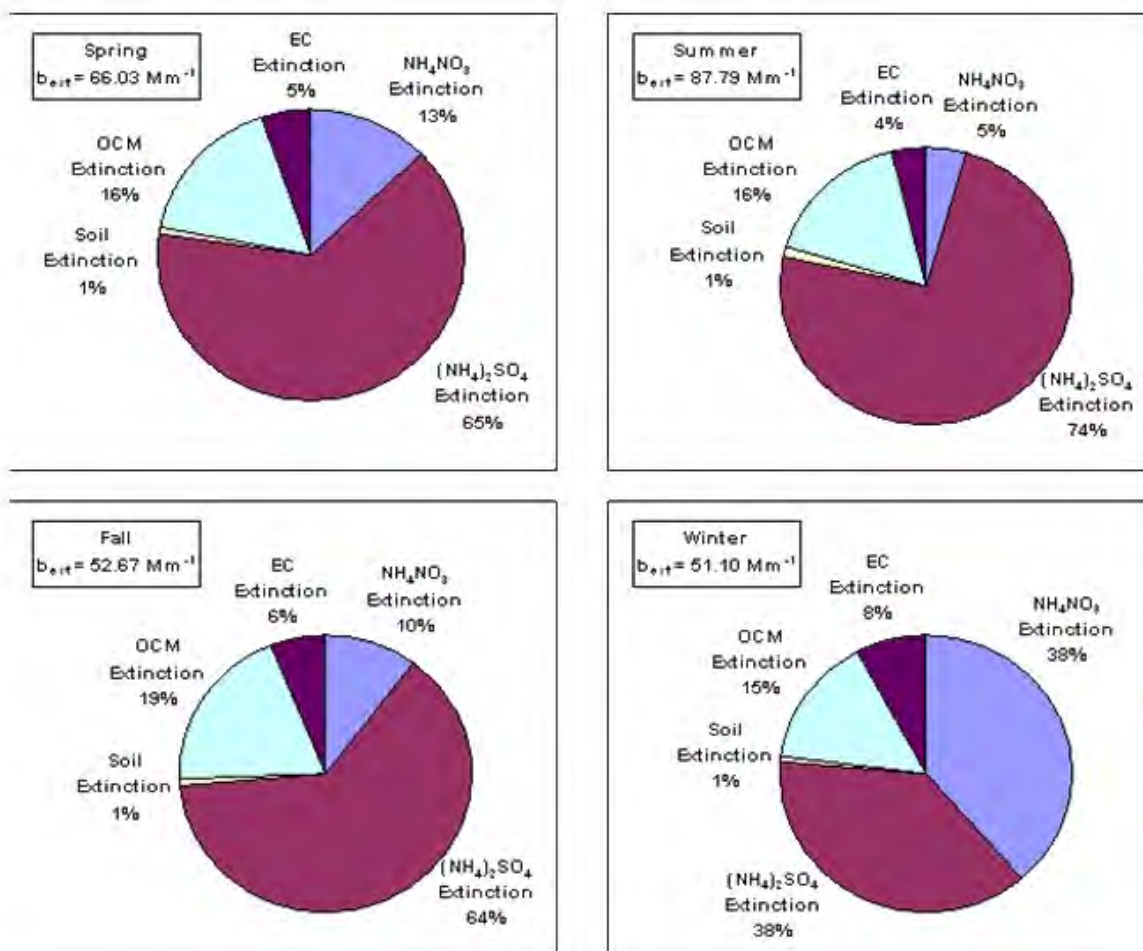 Spring
bₑₓₜ = 66.03 Mm⁻¹
EC
Extinction
5%
NH₄NO₃
Extinction
13%
OCM
Extinction
16%
Soil
Extinction
1%
(NH₄)₂SO₄
Extinction
65%
Summer
bₑₓₜ = 87.79 Mm⁻¹
EC
Extinction
4%
NH₄NO₃
Extinction
5%
OCM
Extinction
16%
Soil
Extinction
1%
(NH₄)₂SO₄
Extinction
74%
Fall
bₑₓₜ = 52.67 Mm⁻¹
EC
Extinction
6%
NH₄NO₃
Extinction
10%
OCM
Extinction
19%
Soil
Extinction
1%
(NH₄)₂SO₄
Extinction
64%
Winter
bₑₓₜ = 51.10 Mm⁻¹
EC
Extinction
8%
NH₄NO₃
Extinction
38%
OCM
Extinction
15%
Soil
Extinction
1%
(NH₄)₂SO₄
Extinction
38%